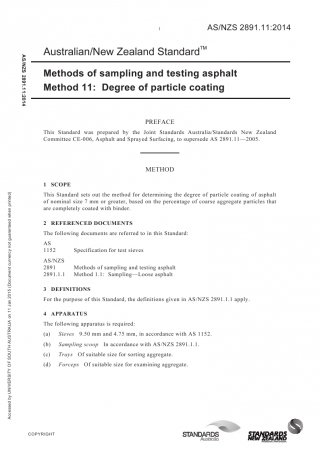 1
AS/NZS 2891.11:2014
Australian/New Zealand Standard™
Methods of sampling and testing asphalt
Method 11: Degree of particle coating
PREFACE
This Standard was prepared by the Joint Standards Australia/Standards New Zealand
Committee CE-006, Asphalt and Sprayed Surfacing, to supersede AS 2891.11—2005.
METHOD
1 SCOPE
This Standard sets out the method for determining the degree of particle coating of asphalt
of nominal size 7 mm or greater, based on the percentage of coarse aggregate particles that
are completely coated with binder.
2 REFERENCED DOCUMENTS
The following documents are referred to in this Standard:
AS
1152 Specification for test sieves
AS/NZS
2891 Methods of sampling and testing asphalt
2891.1.1 Method 1.1: Sampling—Loose asphalt
3 DEFINITIONS
For the purpose of this Standard, the definitions given in AS/NZS 2891.1.1 apply.
4 APPARATUS
The following apparatus is required:
(a) Sieves 9.50 mm and 4.75 mm, in accordance with AS 1152.
(b) Sampling scoop In accordance with AS/NZS 2891.1.1.
(c) Trays Of suitable size for sorting aggregate.
(d) Forceps Of suitable size for examining aggregate.
AS/NZS 2891.11:2014
Accessed by UNIVERSITY OF SOUTH AUSTRALIA on 11 Jan 2015 (Document currency not guaranteed when printed)
COPYRIGHT
STANDARDS
Australia
STANDARDS
NEW ZEALAND